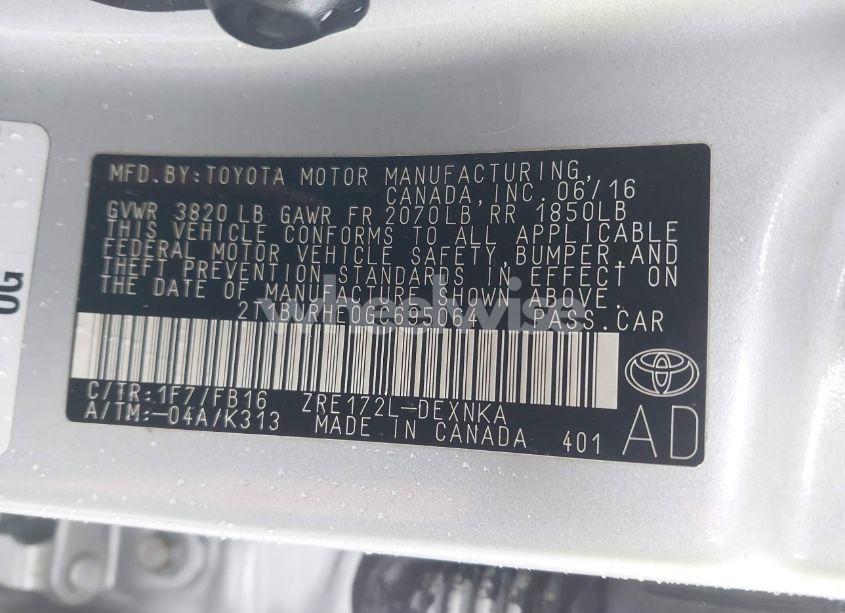 MFD.BY:TOYOTA MOTOR MANUFACTURING,
CANADA,INC. 06/16
GVWR 3820 LB GAWR FR 2070LB RR 1850LB
THIS VEHICLE CONFORMS TO ALL APPLICABLE
FEDERAL MOTOR VEHICLE SAFETY,BUMPER,AND
THEFT PREVENTION STANDARDS IN EFFECT ON
THE DATE OF MANUFACTURE SHOWN ABOVE.
wheelwise
PASS.CAR
C/TR:1F7/FB16 ZRE172L-DEXNKA
A/TM:-04A/K313 MADE IN CANADA 401
AD
OG